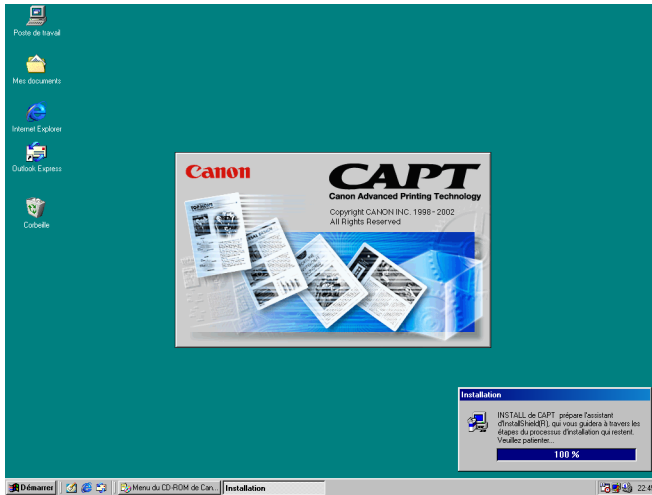 Poste de travail
Mes documents
Internet Explorer
Outlook Express
Corbeille
Canon
CAPT
Canon Advanced Printing Technology
Copyright CANON INC. 1998 - 2002
All Rights Reserved
Installation
INSTALL de CAPT prépare l'assistant
d'InstallShield(R), qui vous guidera à travers les
étapes du processus d'installation qui restent.
Veuillez patienter...
100 %
Démarrer
Menu du CD-ROM de Can...
Installation